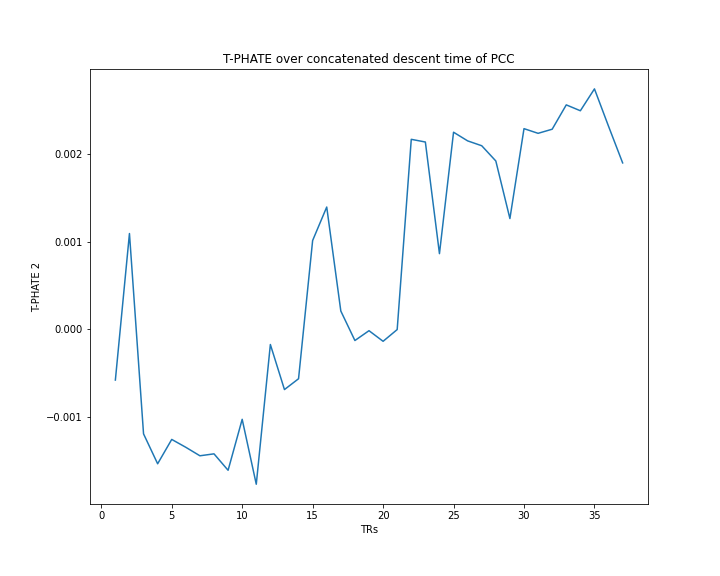 T-PHATE over concatenated descent time of PCC
T-PHATE 2
0.002
0.001
0.000
−0.001
0 5 10 15 20 25 30 35
TRs